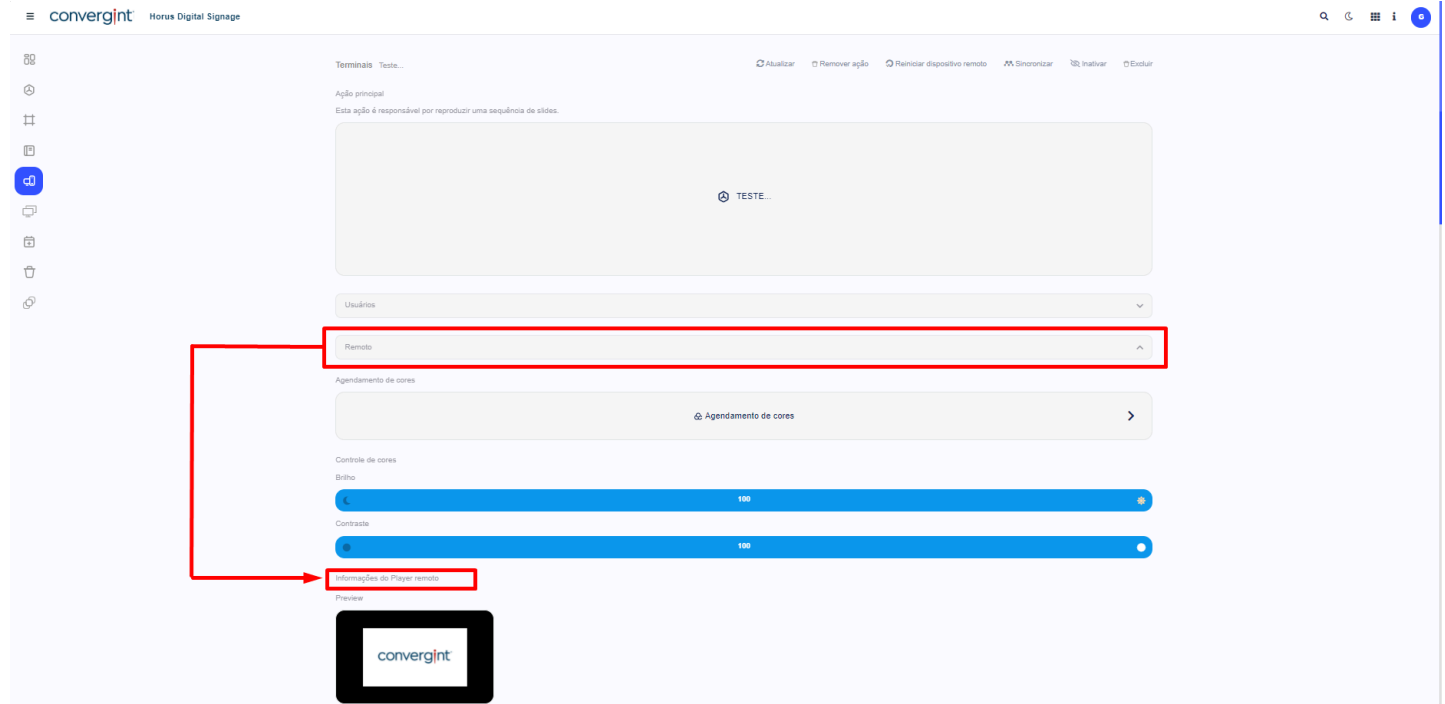 convergint Horus Digital Signage
G
Terminais Teste... Atualizar Remover ação Reiniciar dispositivo remoto Sincronizar Inativar Excluir
Ação principal
Esta ação é responsável por reproduzir uma sequência de slides.
TESTE...
Usuários
Remoto
Agendamento de cores
Agendamento de cores
Controle de cores
Brilho
100
Contraste
100
Informações do Player remoto
Preview
convergint